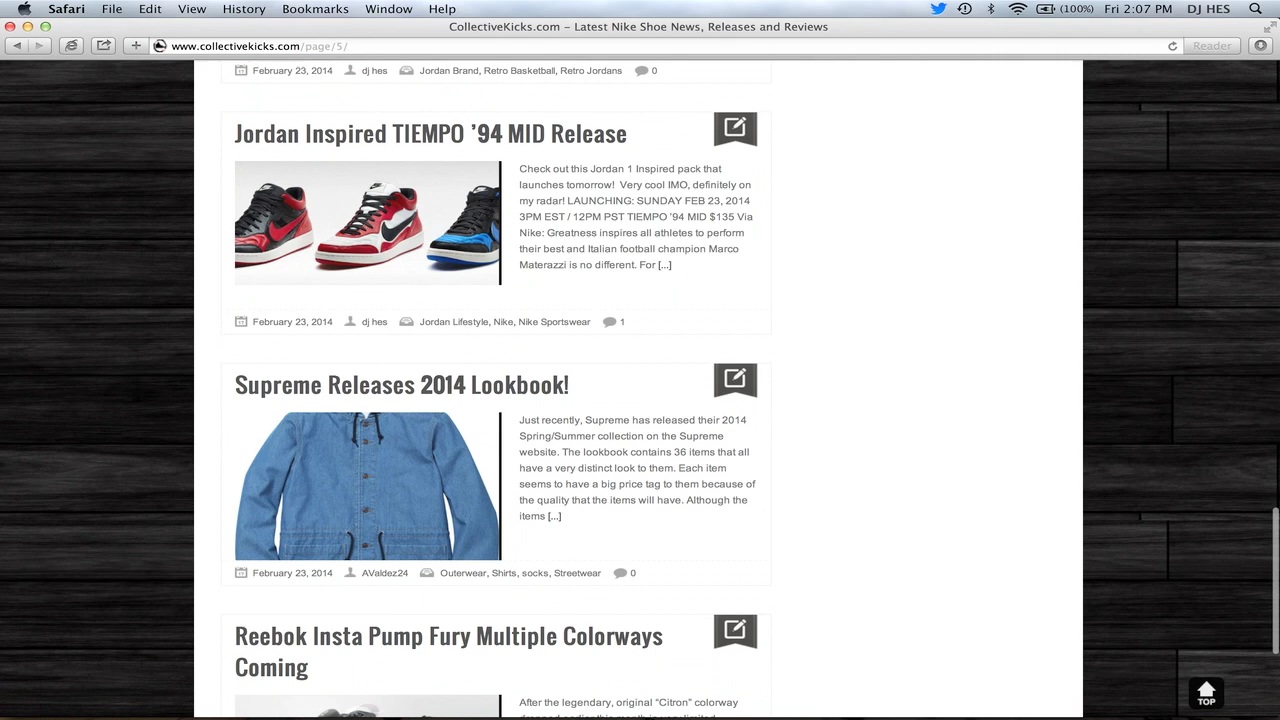 Safari File Edit View History Bookmarks Window Help (100%) Fri 2:07 PM DJ HES
CollectiveKicks.com – Latest Nike Shoe News, Releases and Reviews
www.collectivekicks.com/page/5/ Reader
February 23, 2014 dj hes Jordan Brand, Retro Basketball, Retro Jordans 0
Jordan Inspired TIEMPO ’94 MID Release
Check out this Jordan 1 Inspired pack that
launches tomorrow! Very cool IMO, definitely on
my radar! LAUNCHING: SUNDAY FEB 23, 2014
3PM EST / 12PM PST TIEMPO ’94 MID $135 Via
Nike: Greatness inspires all athletes to perform
their best and Italian football champion Marco
Materazzi is no different. For [...]
February 23, 2014 dj hes Jordan Lifestyle, Nike, Nike Sportswear 1
Supreme Releases 2014 Lookbook!
Just recently, Supreme has released their 2014
Spring/Summer collection on the Supreme
website. The lookbook contains 36 items that all
have a very distinct look to them. Each item
seems to have a big price tag to them because of
the quality that the items will have. Although the
items [...]
February 23, 2014 AValdez24 Outerwear, Shirts, socks, Streetwear 0
Reebok Insta Pump Fury Multiple Colorways
Coming
After the legendary, original "Citron" colorway
TOP